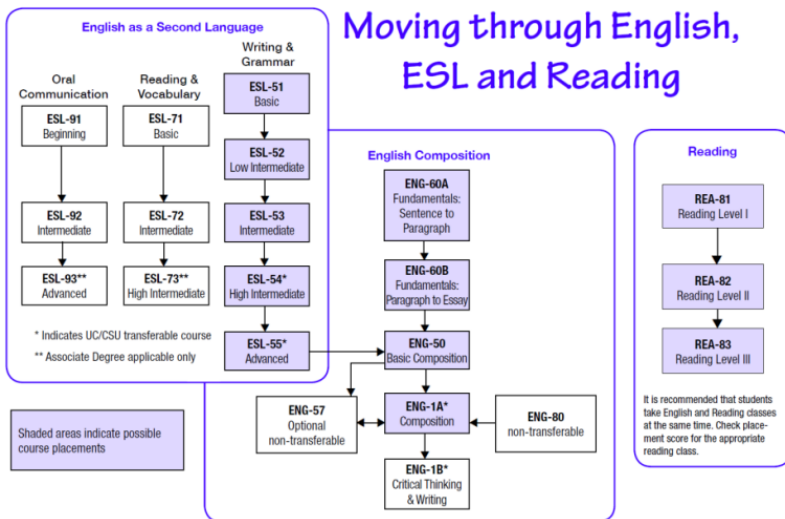 Moving through English,
ESL and Reading
English as a Second Language
Oral
Communication
ESL-91
Beginning
ESL-92
Intermediate
ESL-93**
Advanced
Reading &
Vocabulary
ESL-71
Basic
ESL-72
Intermediate
ESL-73**
High Intermediate
Writing &
Grammar
ESL-51
Basic
ESL-52
Low Intermediate
ESL-53
Intermediate
ESL-54*
High Intermediate
ESL-55*
Advanced
* Indicates UC/CSU transferable course
** Associate Degree applicable only
Shaded areas indicate possible
course placements
English Composition
ENG-60A
Fundamentals:
Sentence to
Paragraph
ENG-60B
Fundamentals:
Paragraph to Essay
ENG-50
Basic Composition
ENG-57
Optional
non-transferable
ENG-1A*
Composition
ENG-80
non-transferable
ENG-1B*
Critical Thinking
& Writing
Reading
REA-81
Reading Level I
REA-82
Reading Level II
REA-83
Reading Level III
It is recommended that students
take English and Reading classes
at the same time. Check place-
ment score for the appropriate
reading class.